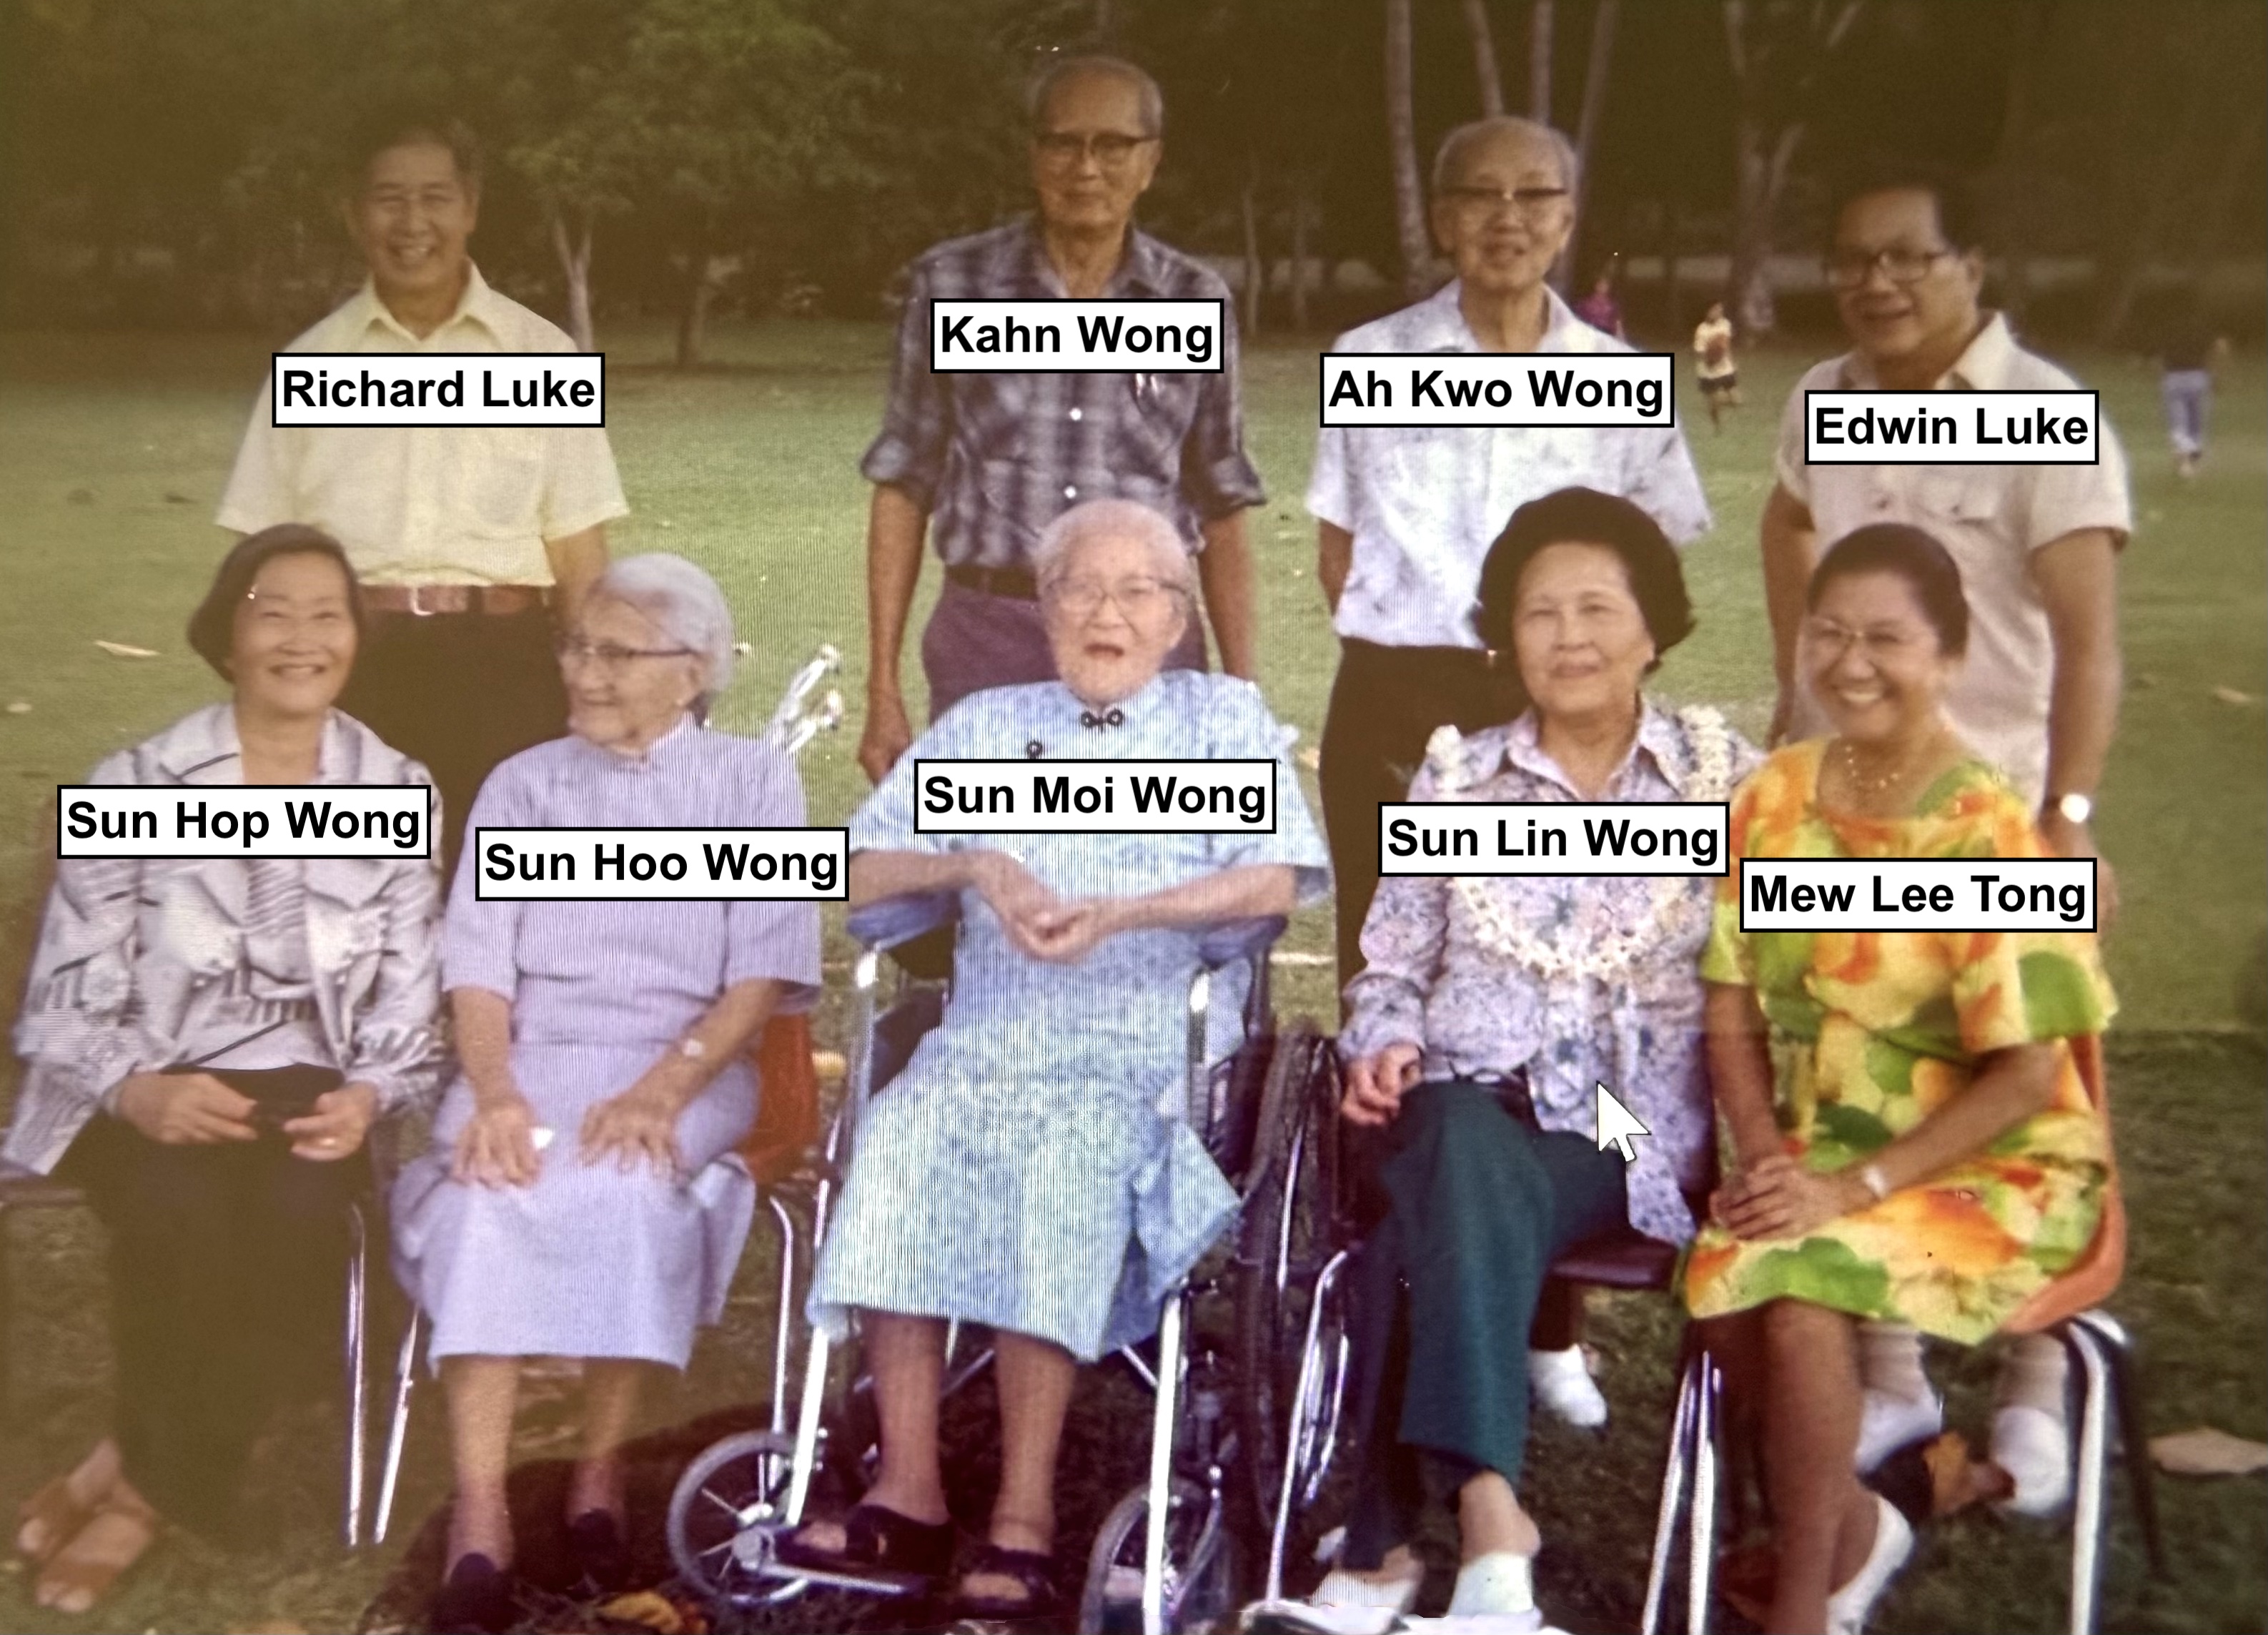 Richard Luke
Kahn Wong
Ah Kwo Wong
Edwin Luke
Sun Hop Wong
Sun Hoo Wong
Sun Moi Wong
Sun Lin Wong
Mew Lee Tong